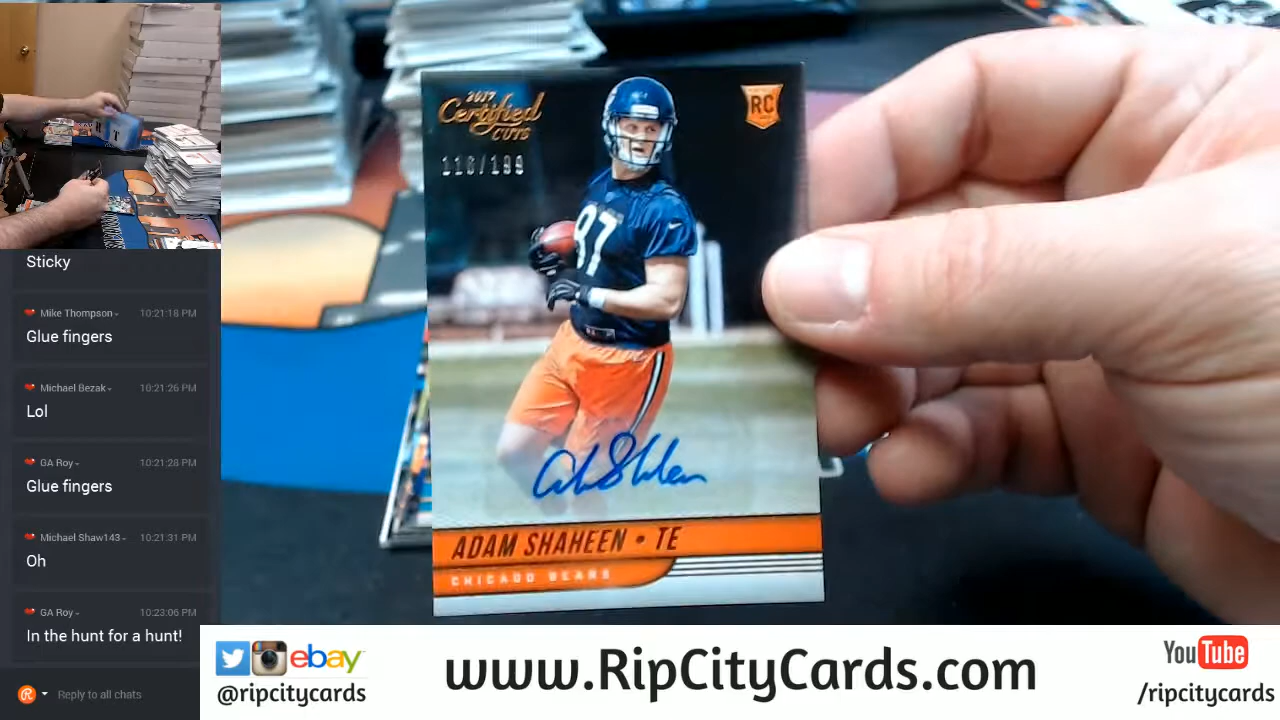 Sticky
Mike Thompson 10:21:18 PM
Glue fingers
Michael Bezak 10:21:26 PM
Lol
GA Roy 10:21:28 PM
Glue fingers
Michael Shaw143 10:21:31 PM
Oh
GA Roy 10:23:06 PM
In the hunt for a hunt!
Reply to all chats
2017
Certified
CUTS
RC
87
ADAM SHAHEEN • TE
CHICAGO BEARS
ebay
@ripcitycards
www.RipCityCards.com
YouTube
/ripcitycards